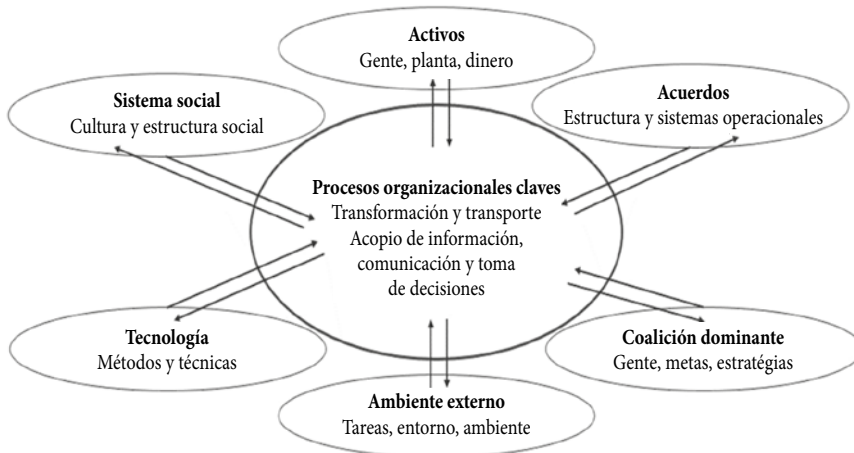 Activos
Gente, planta, dinero
Sistema social
Cultura y estructura social
Acuerdos
Estructura y sistemas operacionales
Procesos organizacionales claves
Transformación y transporte
Acopio de información,
comunicación y toma
de decisiones
Tecnología
Métodos y técnicas
Coalición dominante
Gente, metas, estratégias
Ambiente externo
Tareas, entorno, ambiente